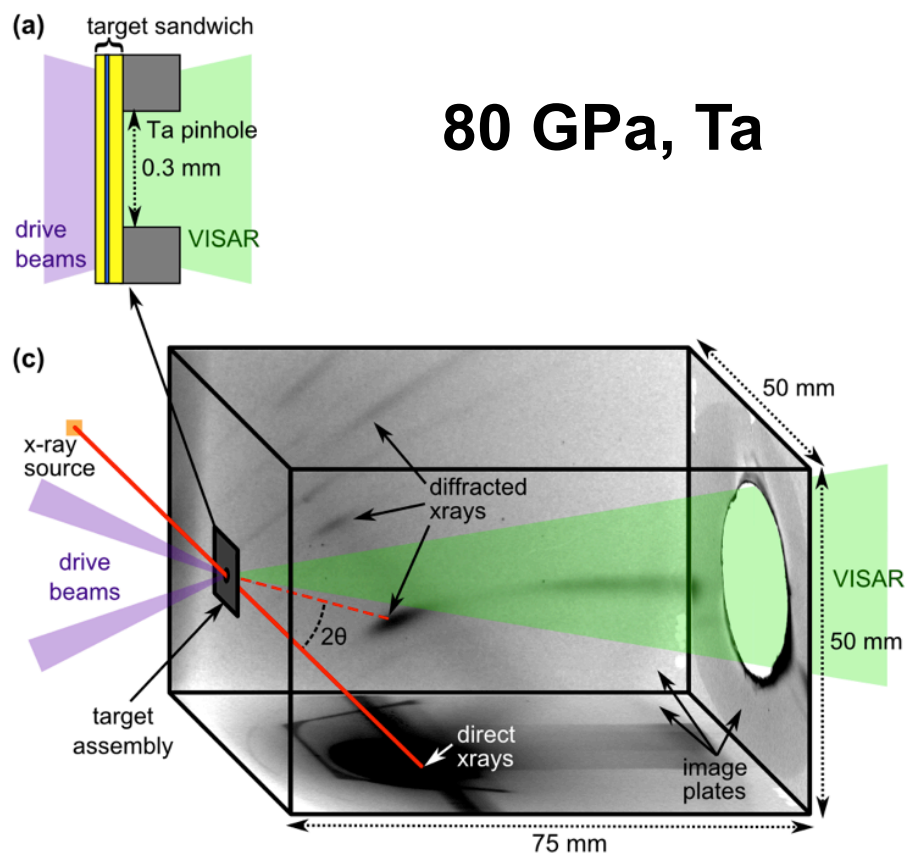 (a)
target sandwich
80 GPa, Ta
Ta pinhole
0.3 mm
drive
beams
VISAR
(c)
50 mm
x-ray
source
diffracted
xrays
drive
beams
VISAR
2θ
50 mm
target
assembly
direct
xrays
image
plates
75 mm